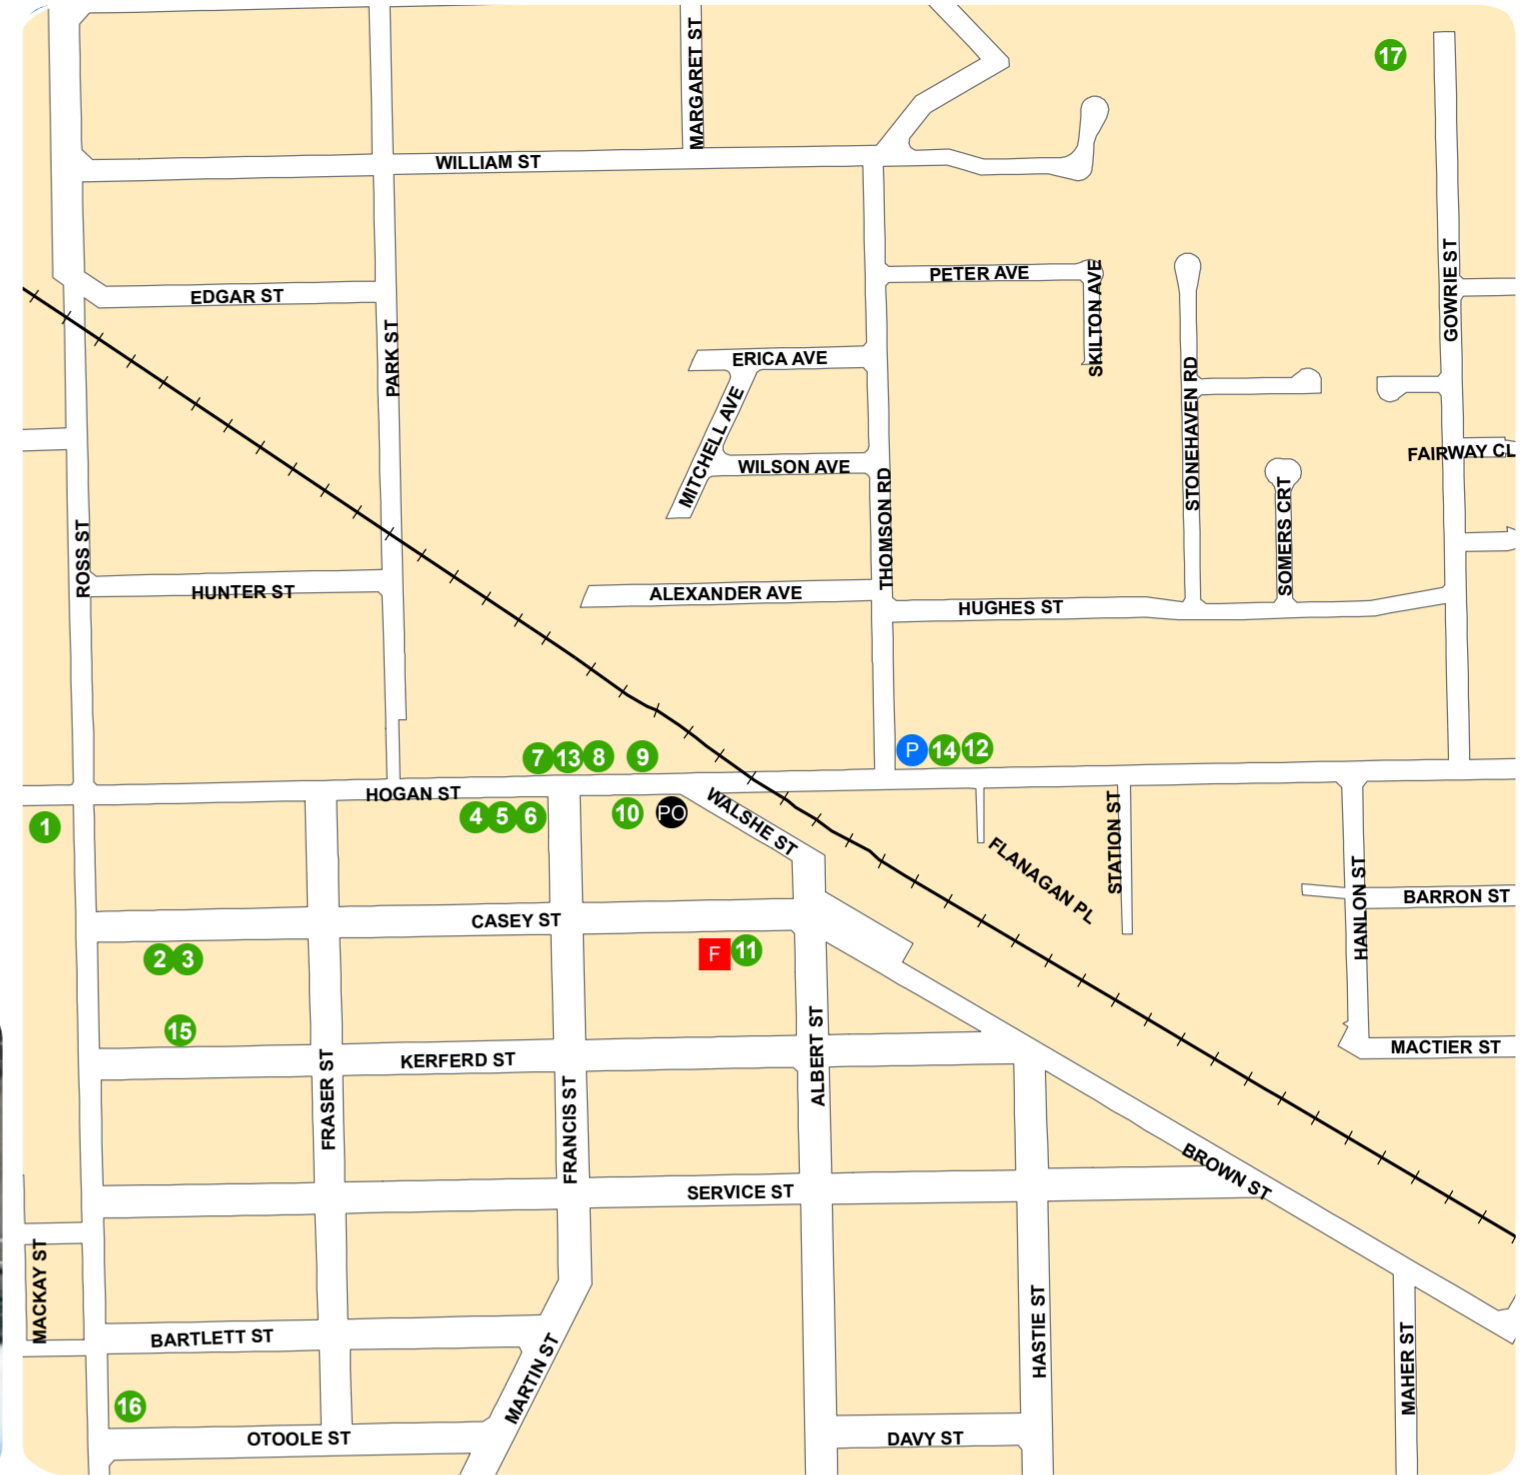 MARGARET ST
17
WILLIAM ST
PETER AVE
SKILTON AVE
GOWRIE ST
EDGAR ST
PARK ST
ERICA AVE
MITCHELL AVE
WILSON AVE
STONEHAVEN RD
FAIRWAY CL
THOMSON RD
SOMERS CRT
ROSS ST
HUNTER ST
ALEXANDER AVE
HUGHES ST
7
13
8
9
P
14
12
HOGAN ST
1
4
5
6
10
PO
WALSHE ST
FLANAGAN PL
STATION ST
HANLON ST
BARRON ST
CASEY ST
2
3
F
11
15
KERFERD ST
ALBERT ST
MACTIER ST
FRASER ST
FRANCIS ST
SERVICE ST
BROWN ST
MACKAY ST
BARTLETT ST
MARTIN ST
HASTIE ST
MAHER ST
16
OTOOLE ST
DAVY ST